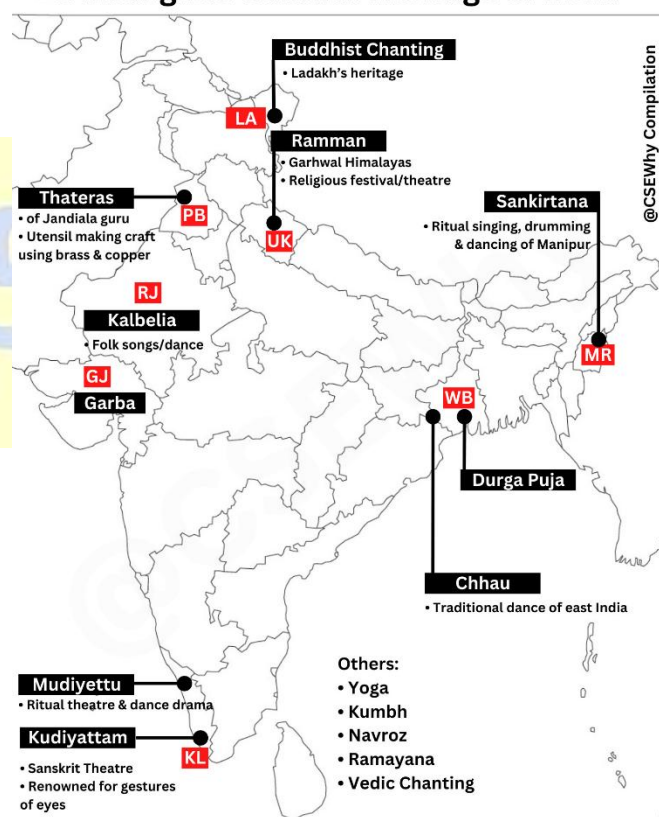 Buddhist Chanting
• Ladakh's heritage
LA
Ramman
• Garhwal Himalayas
• Religious festival/theatre
UK
Thateras
• of Jandiala guru
• Utensil making craft
using brass & copper
PB
Sankirtana
• Ritual singing, drumming
& dancing of Manipur
MR
@CSEWhy Compilation
RJ
Kalbelia
• Folk songs/dance
GJ
Garba
WB
Durga Puja
Chhau
• Traditional dance of east India
Mudiyettu
• Ritual theatre & dance drama
Kudiyattam
KL
• Sanskrit Theatre
• Renowned for gestures
of eyes
Others:
• Yoga
• Kumbh
• Navroz
• Ramayana
• Vedic Chanting